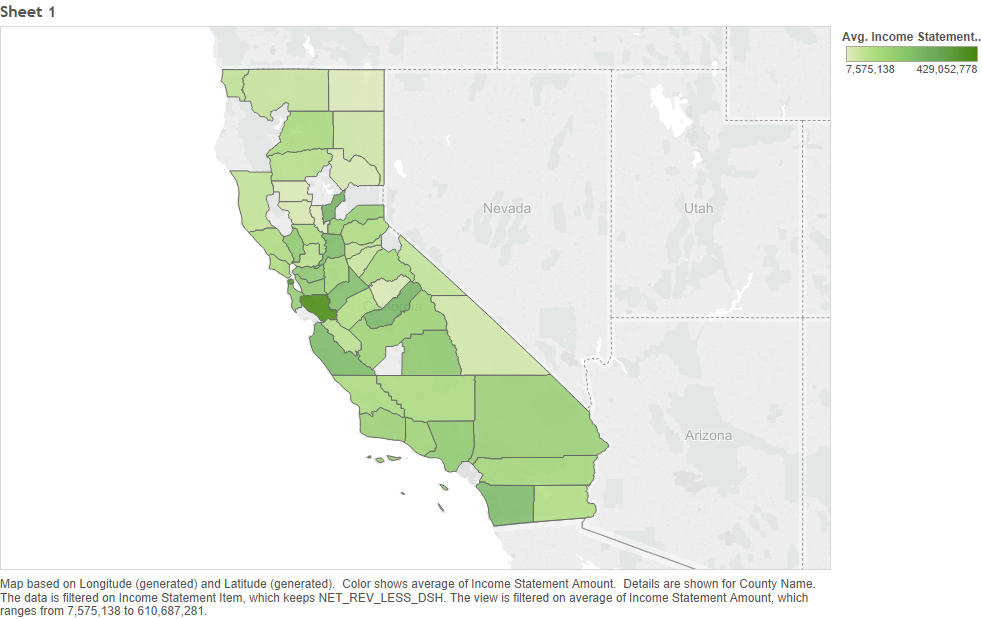 Sheet 1
Avg. Income Statement..
7,575,138 429,052,778
Nevada
Utah
California
Arizona
Map based on Longitude (generated) and Latitude (generated).  Color shows average of Income Statement Amount.  Details are shown for County Name.
The data is filtered on Income Statement Item, which keeps NET_REV_LESS_DSH. The view is filtered on average of Income Statement Amount, which
ranges from 7,575,138 to 610,687,281.